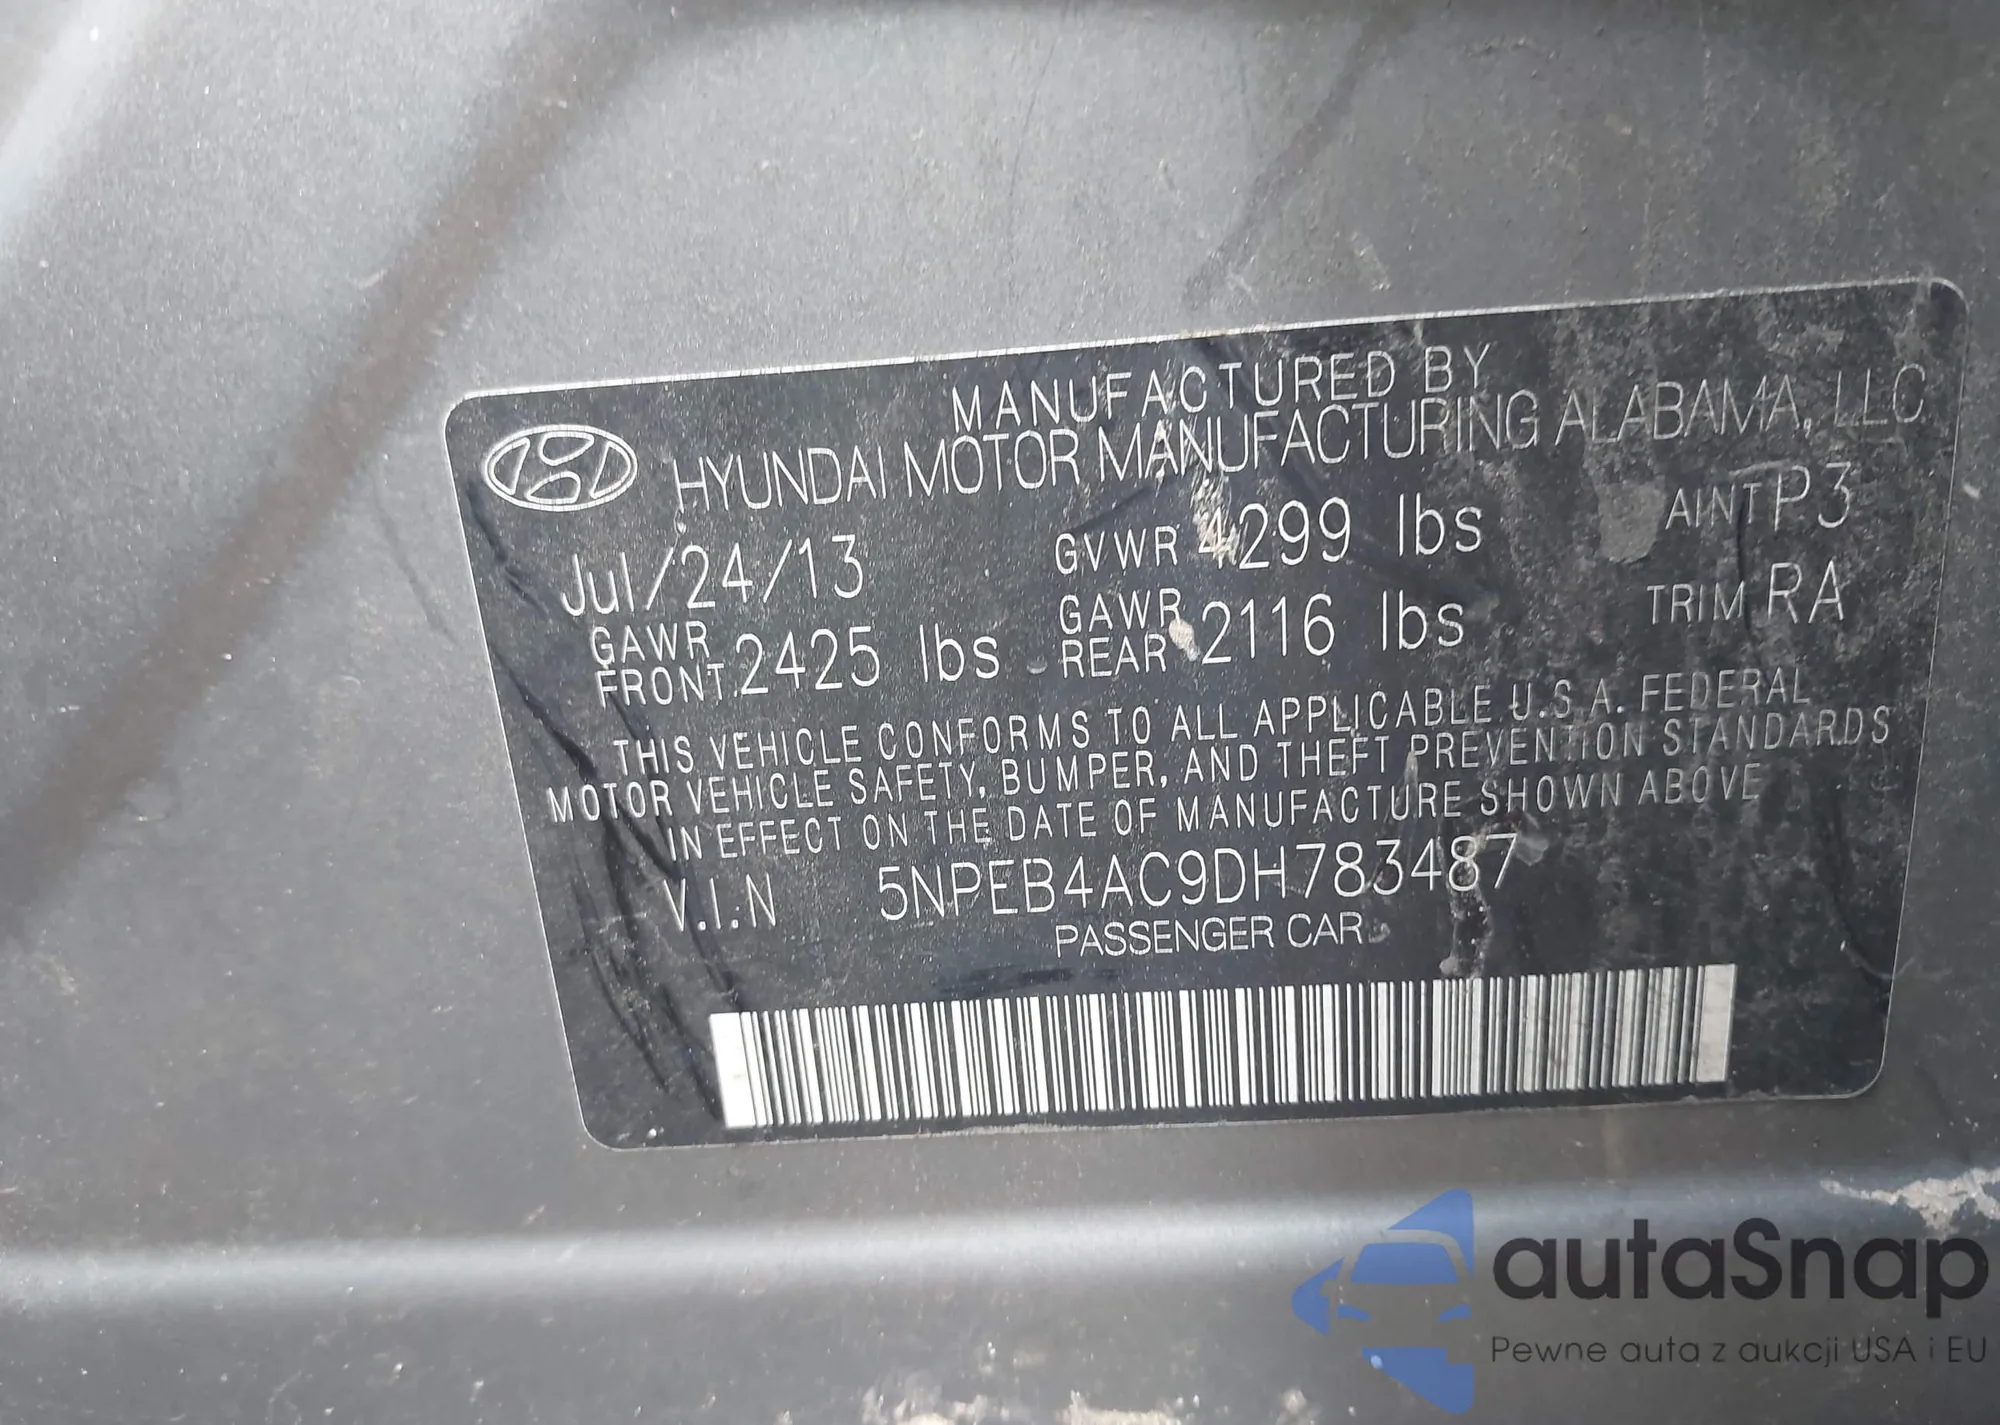 MANUFACTURED BY
HYUNDAI MOTOR MANUFACTURING ALABAMA, LLC
Jul/24/13 GVWR 4299 lbs AINT P3
GAWR FRONT 2425 lbs GAWR REAR 2116 lbs TRIM RA
THIS VEHICLE CONFORMS TO ALL APPLICABLE U.S.A. FEDERAL
MOTOR VEHICLE SAFETY, BUMPER, AND THEFT PREVENTION STANDARDS
IN EFFECT ON THE DATE OF MANUFACTURE SHOWN ABOVE
V.I.N 5NPEB4AC9DH783487
PASSENGER CAR
autaSnap
Pewne auta z aukcji USA i EU